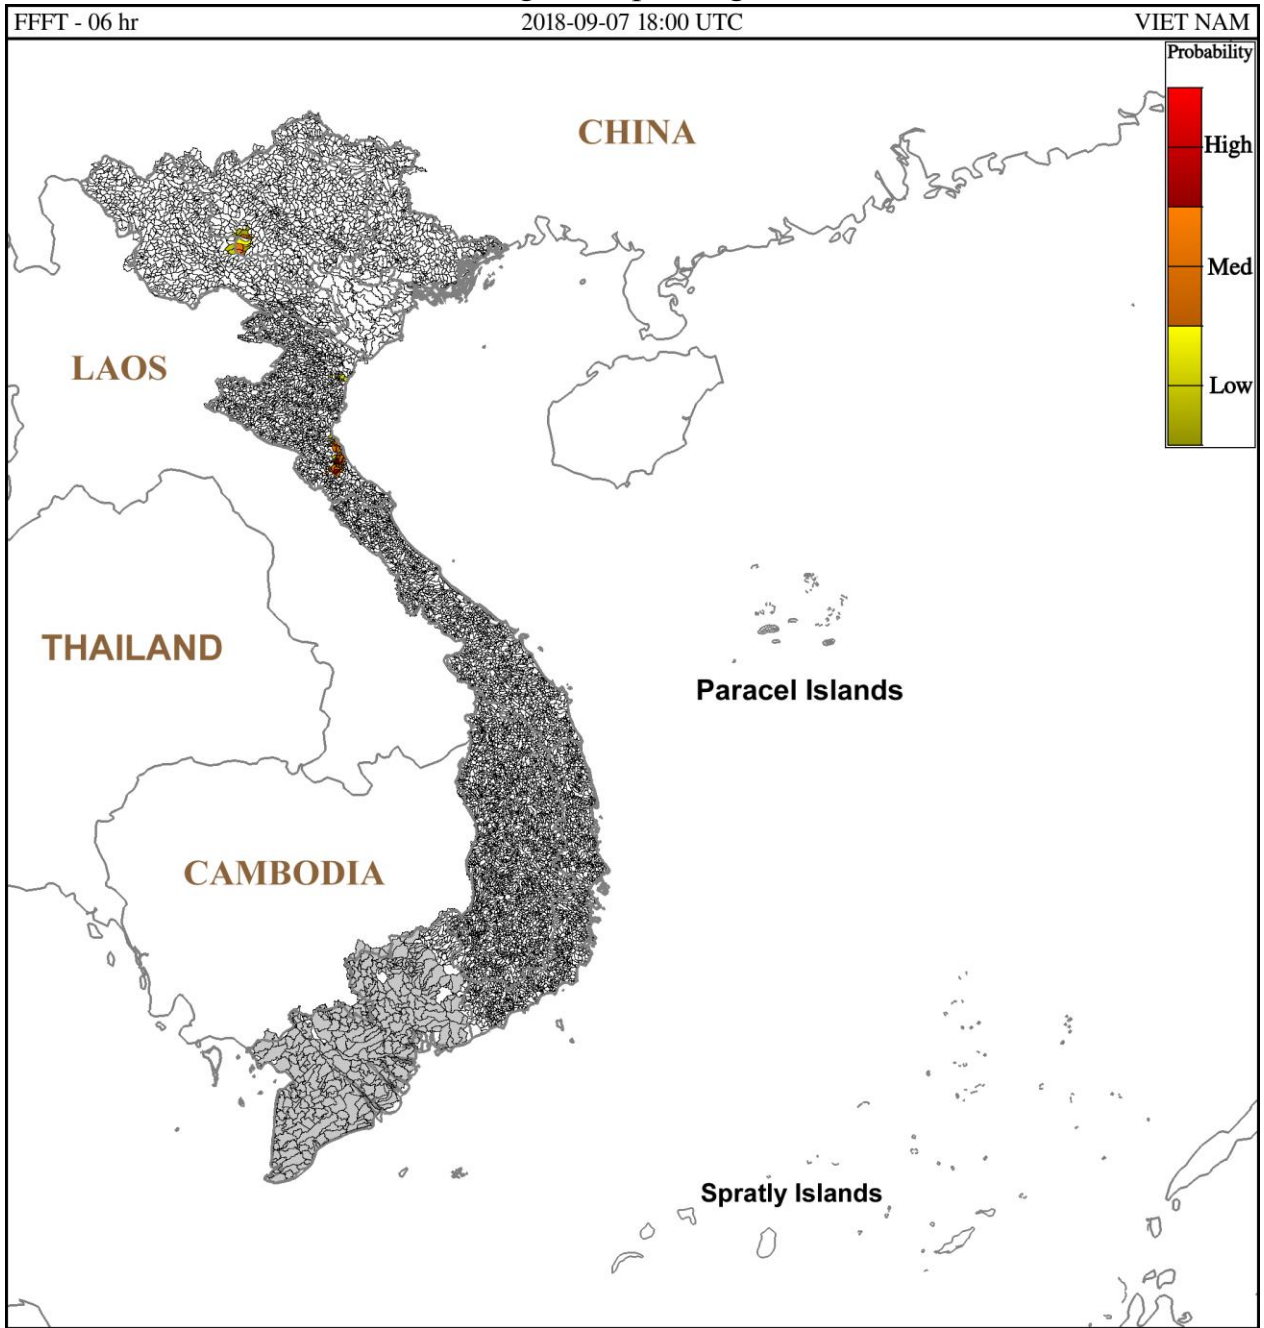 FFFT - 06 hr 2018-09-07 18:00 UTC VIET NAM
Probability
CHINA
High
Med
LAOS
Low
THAILAND
Paracel Islands
CAMBODIA
Spratly Islands